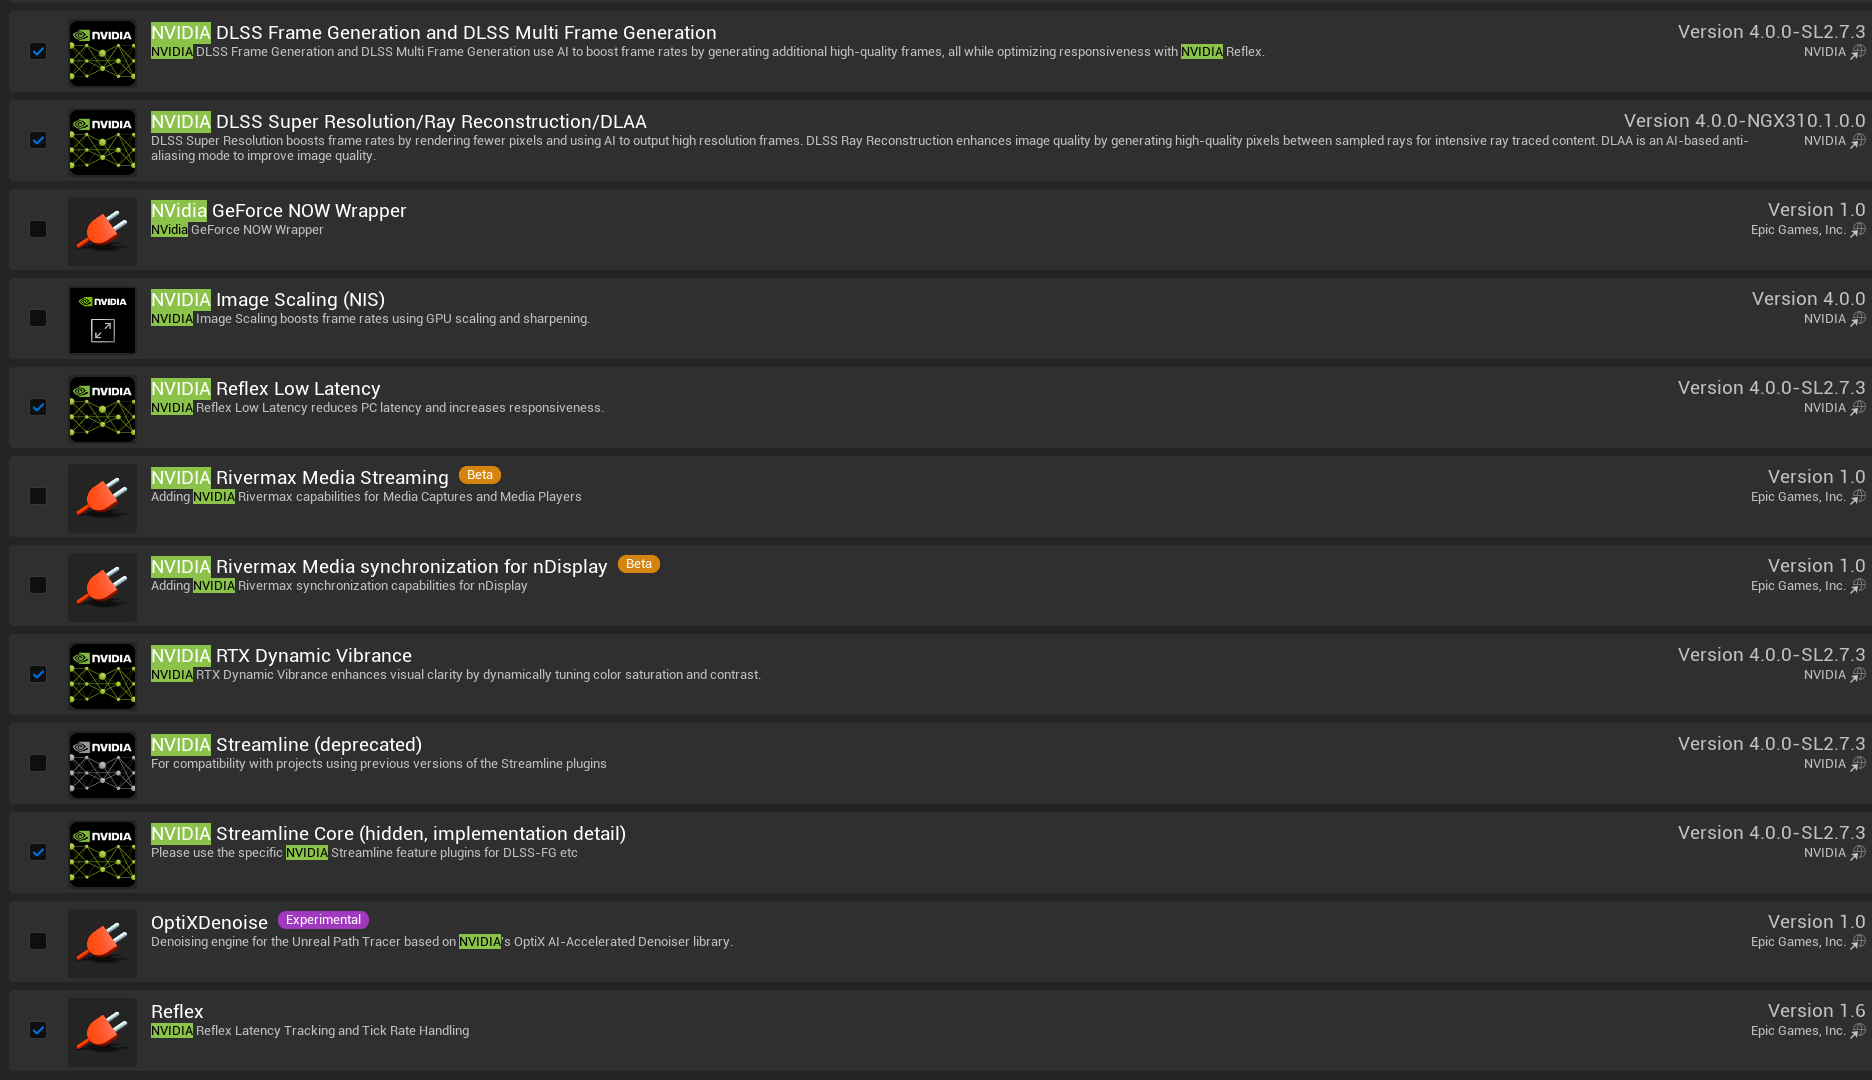 NVIDIA
NVIDIA DLSS Frame Generation and DLSS Multi Frame Generation
NVIDIA DLSS Frame Generation and DLSS Multi Frame Generation use AI to boost frame rates by generating additional high-quality frames, all while optimizing responsiveness with NVIDIA Reflex.
Version 4.0.0-SL2.7.3
NVIDIA
NVIDIA
NVIDIA DLSS Super Resolution/Ray Reconstruction/DLAA
DLSS Super Resolution boosts frame rates by rendering fewer pixels and using AI to output high resolution frames. DLSS Ray Reconstruction enhances image quality by generating high-quality pixels between sampled rays for intensive ray traced content. DLAA is an AI-based anti-
aliasing mode to improve image quality.
Version 4.0.0-NGX310.1.0.0
NVIDIA
NVidia GeForce NOW Wrapper
NVidia GeForce NOW Wrapper
Version 1.0
Epic Games, Inc.
NVIDIA
NVIDIA Image Scaling (NIS)
NVIDIA Image Scaling boosts frame rates using GPU scaling and sharpening.
Version 4.0.0
NVIDIA
NVIDIA
NVIDIA Reflex Low Latency
NVIDIA Reflex Low Latency reduces PC latency and increases responsiveness.
Version 4.0.0-SL2.7.3
NVIDIA
NVIDIA Rivermax Media Streaming Beta
Adding NVIDIA Rivermax capabilities for Media Captures and Media Players
Version 1.0
Epic Games, Inc.
NVIDIA Rivermax Media synchronization for nDisplay Beta
Adding NVIDIA Rivermax synchronization capabilities for nDisplay
Version 1.0
Epic Games, Inc.
NVIDIA
NVIDIA RTX Dynamic Vibrance
NVIDIA RTX Dynamic Vibrance enhances visual clarity by dynamically tuning color saturation and contrast.
Version 4.0.0-SL2.7.3
NVIDIA
NVIDIA
NVIDIA Streamline (deprecated)
For compatibility with projects using previous versions of the Streamline plugins
Version 4.0.0-SL2.7.3
NVIDIA
NVIDIA
NVIDIA Streamline Core (hidden, implementation detail)
Please use the specific NVIDIA Streamline feature plugins for DLSS-FG etc
Version 4.0.0-SL2.7.3
NVIDIA
OptiXDenoise Experimental
Denoising engine for the Unreal Path Tracer based on NVIDIA's OptiX AI-Accelerated Denoiser library.
Version 1.0
Epic Games, Inc.
Reflex
NVIDIA Reflex Latency Tracking and Tick Rate Handling
Version 1.6
Epic Games, Inc.